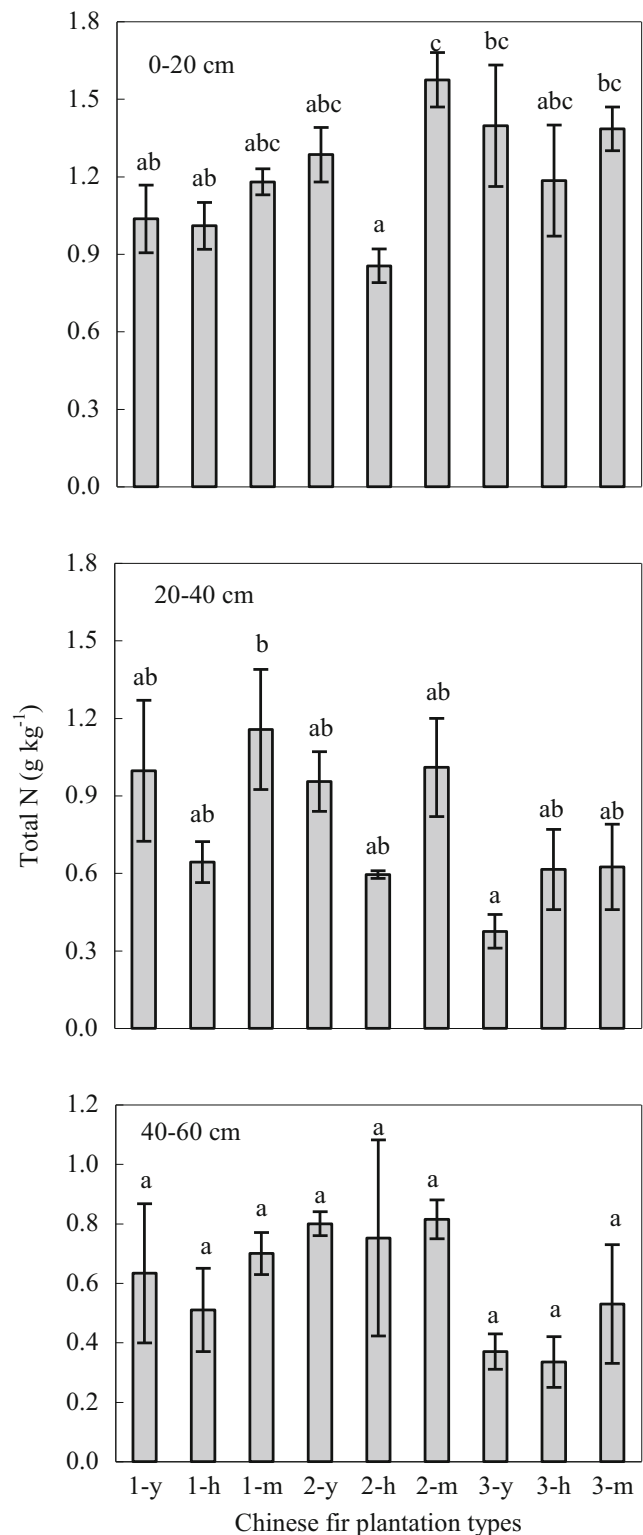 1.8
0-20 cm
c
bc
1.5
abc
abc
bc
abc
ab
ab
1.2
a
0.9
0.6
0.3
0.0
1.8
20-40 cm
1.5
b
ab
ab
1.2
ab
ab
ab
ab
ab
0.9
a
0.6
0.3
0.0
Total N (g kg-1)
1.2
40-60 cm
a
1.0
a
a
a
a
a
0.8
a
a
a
0.6
0.4
0.2
0.0
1-y 1-h 1-m 2-y 2-h 2-m 3-y 3-h 3-m
Chinese fir plantation types